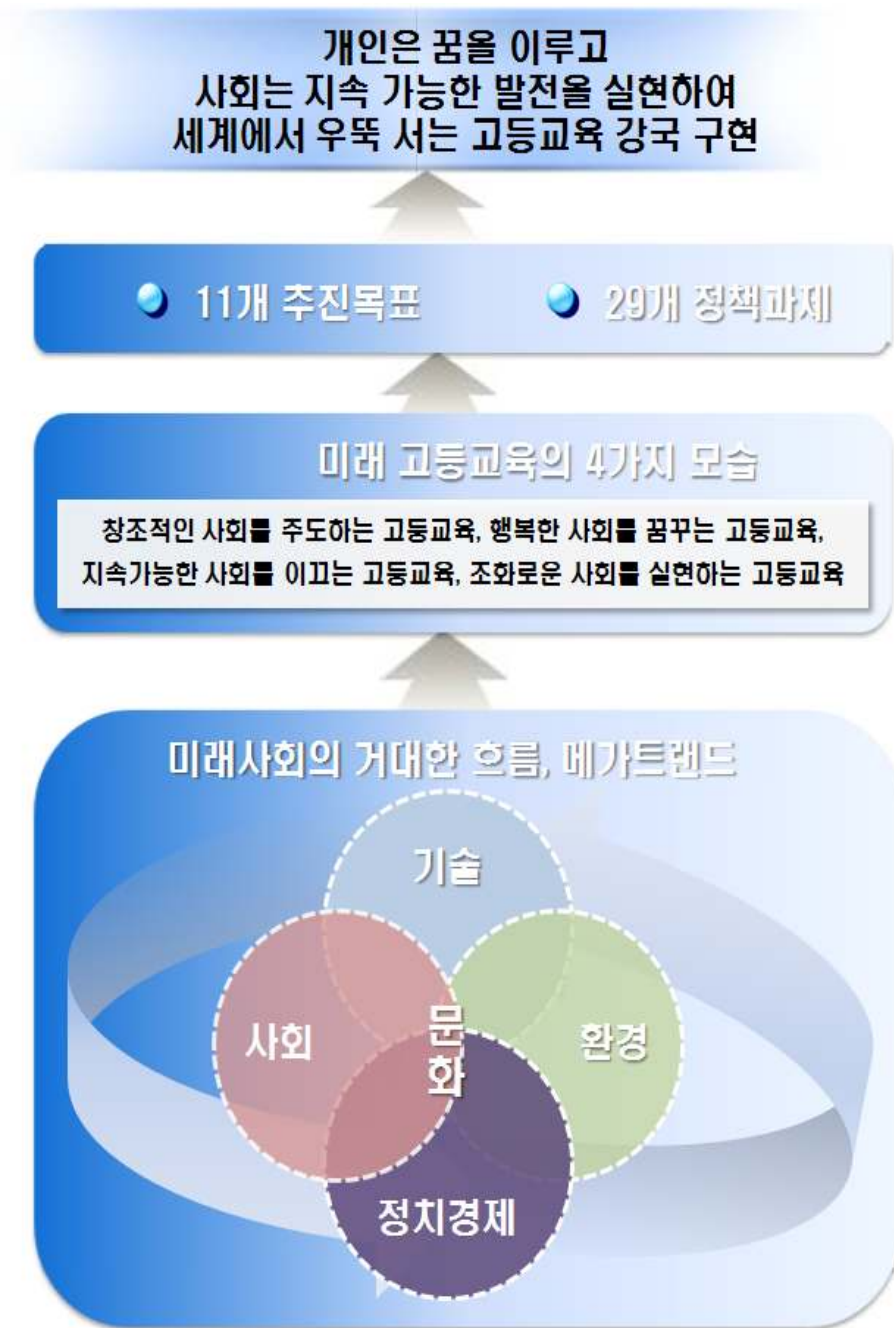 개인은 꿈을 이루고
사회는 지속 가능한 발전을 실현하여
세계에서 우뚝 서는 고등교육 강국 구현
11개 추진목표 29개 정책과제
미래 고등교육의 4가지 모습
창조적인 사회를 주도하는 고등교육, 행복한 사회를 꿈꾸는 고등교육,
지속가능한 사회를 이끄는 고등교육, 조화로운 사회를 실현하는 고등교육
미래사회의 거대한 흐름, 메가트랜드
기술
사회
문화
환경
정치경제